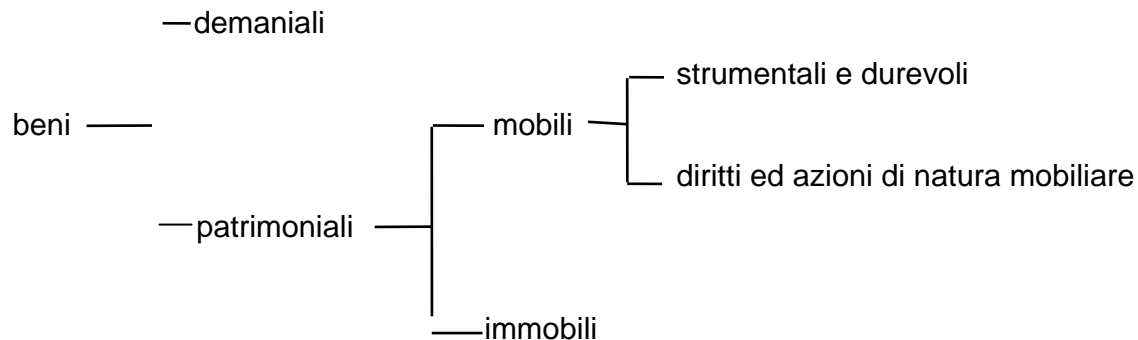 demaniali
strumentali e durevoli
beni
mobili
diritti ed azioni di natura mobiliare
patrimoniali
immobili